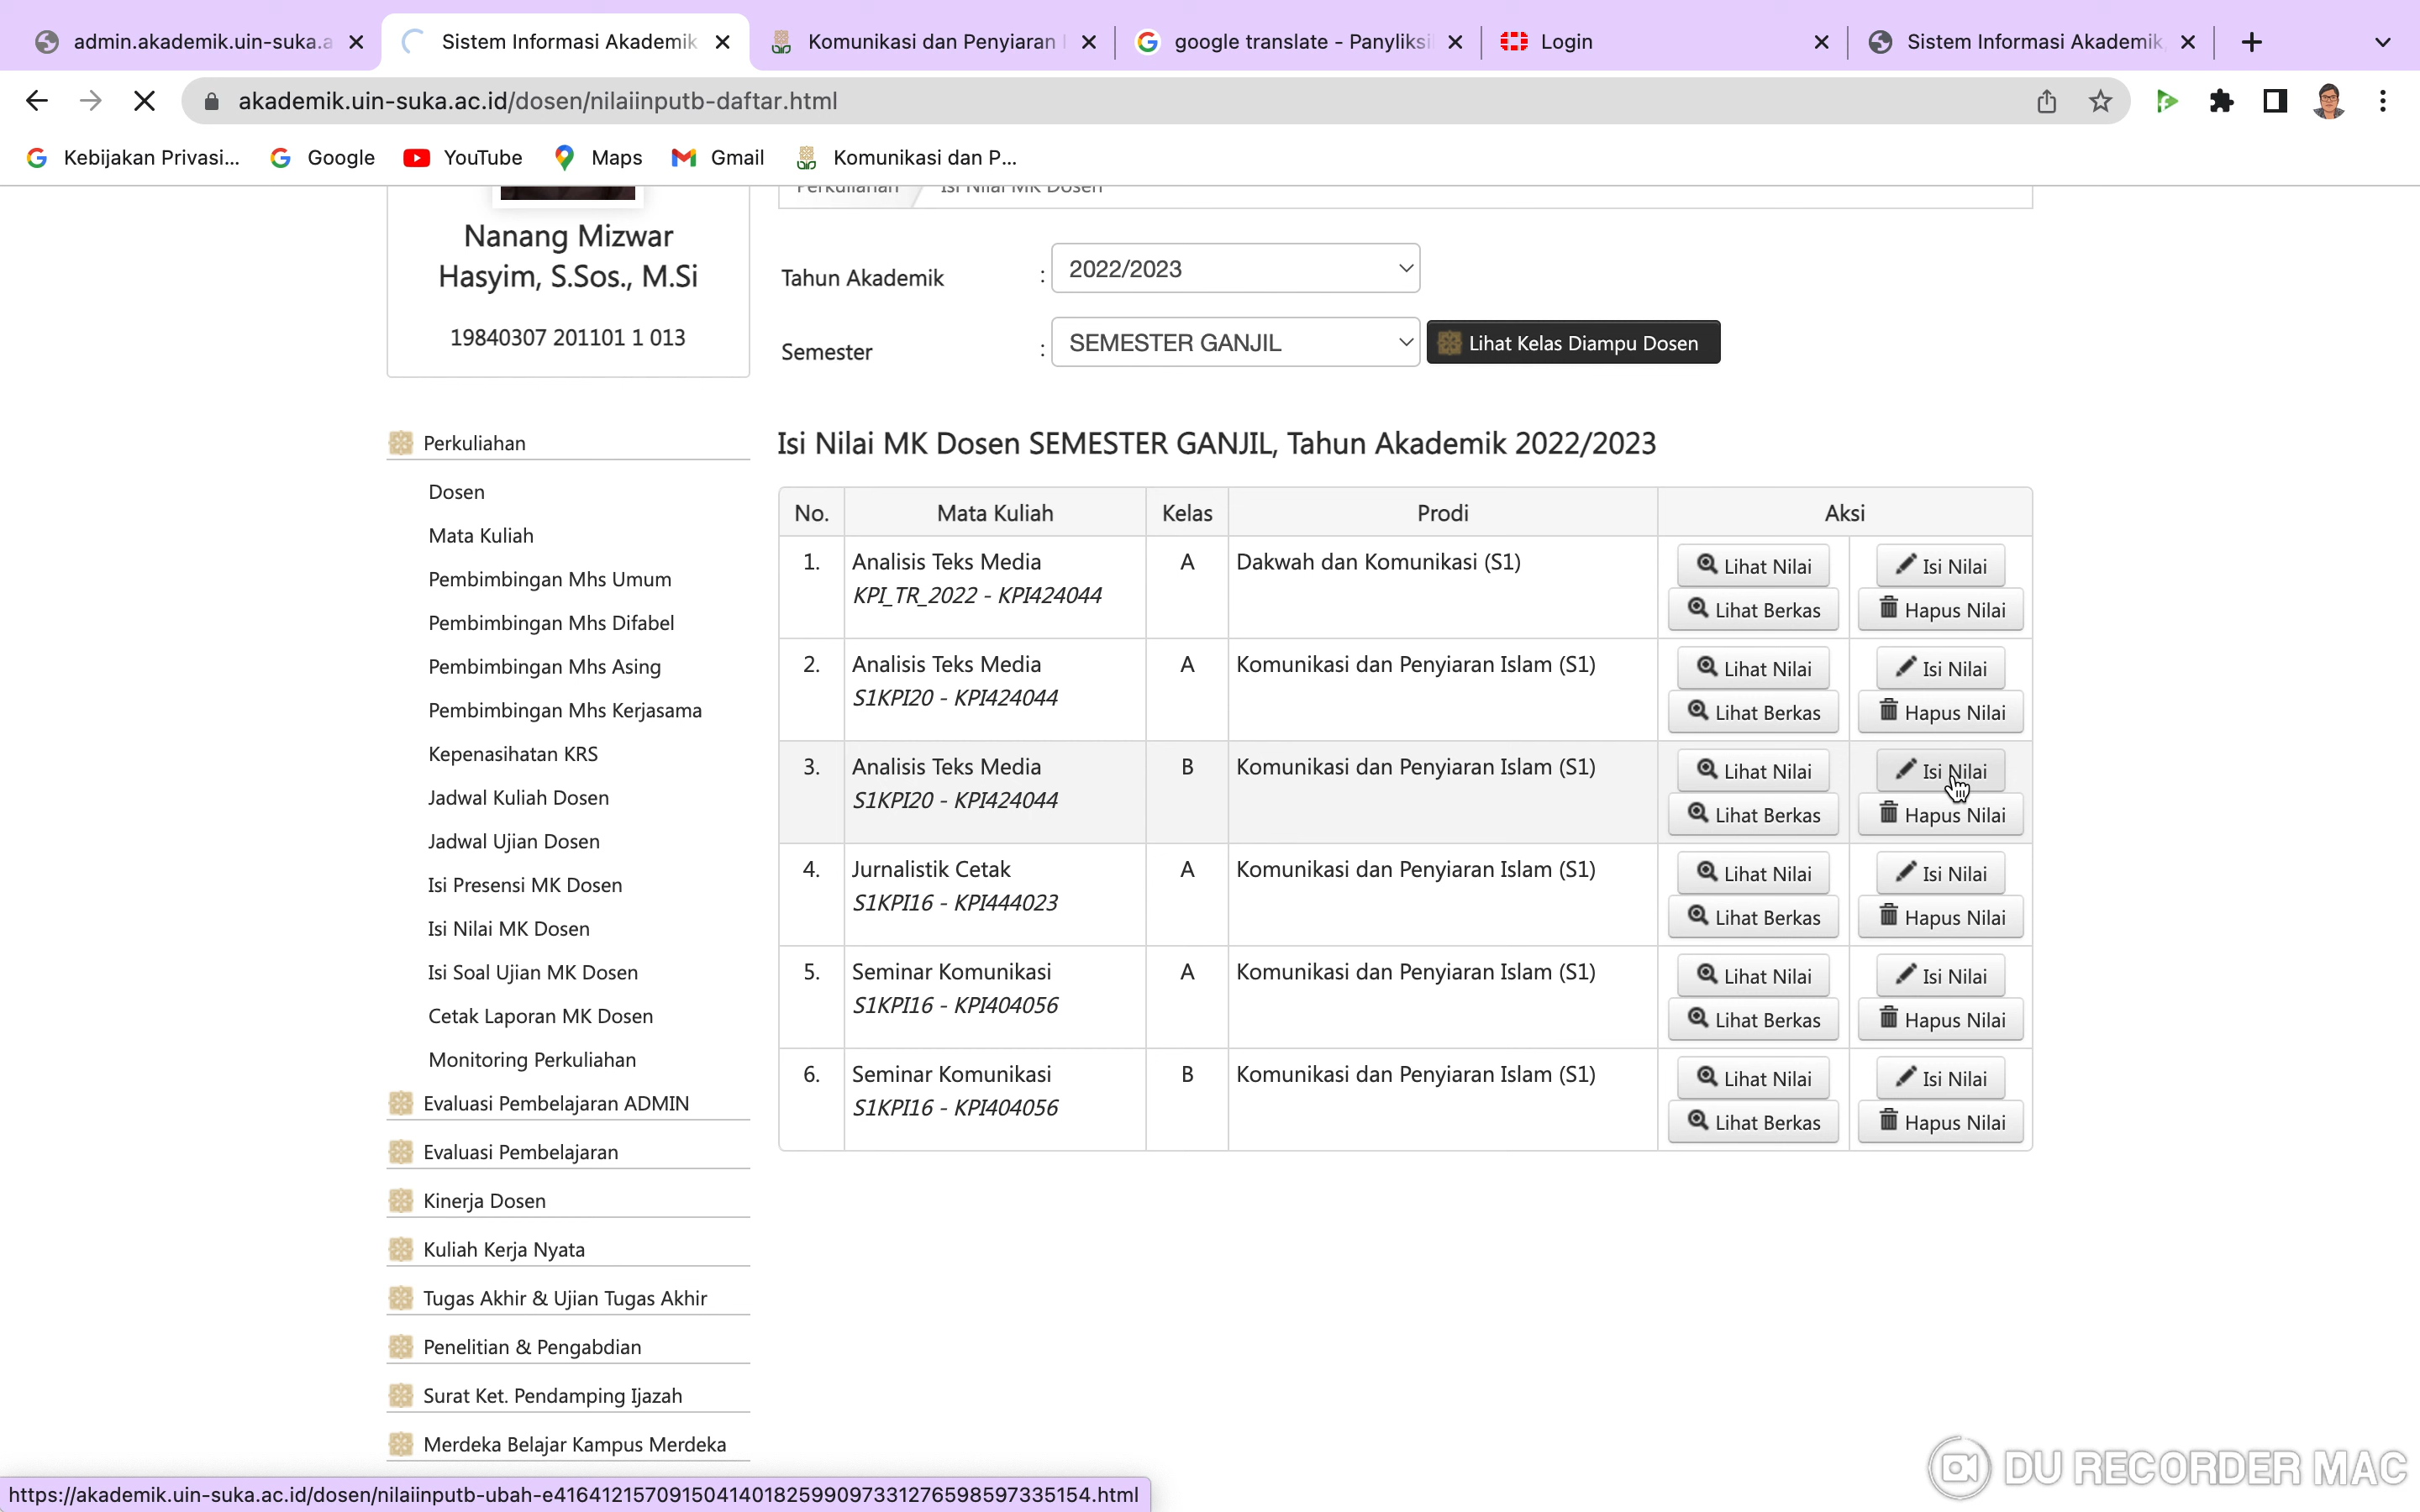 admin.akademik.uin-suka.a
Sistem Informasi Akademik
Komunikasi dan Penyiaran
google translate - Panyliksi
Login
Sistem Informasi Akademik
akademik.uin-suka.ac.id/dosen/nilaiinputb-daftar.html
Kebijakan Privasi...
Google
YouTube
Maps
Gmail
Komunikasi dan P...
Perkuliahan
Isi Nilai MK Dosen
Nanang Mizwar
Hasyim, S.Sos., M.Si
19840307 201101 1 013
Tahun Akademik : 2022/2023
Semester : SEMESTER GANJIL Lihat Kelas Diampu Dosen
Perkuliahan
Dosen
Mata Kuliah
Pembimbingan Mhs Umum
Pembimbingan Mhs Difabel
Pembimbingan Mhs Asing
Pembimbingan Mhs Kerjasama
Kepenasihatan KRS
Jadwal Kuliah Dosen
Jadwal Ujian Dosen
Isi Presensi MK Dosen
Isi Nilai MK Dosen
Isi Soal Ujian MK Dosen
Cetak Laporan MK Dosen
Monitoring Perkuliahan
Evaluasi Pembelajaran ADMIN
Evaluasi Pembelajaran
Kinerja Dosen
Kuliah Kerja Nyata
Tugas Akhir & Ujian Tugas Akhir
Penelitian & Pengabdian
Surat Ket. Pendamping Ijazah
Merdeka Belajar Kampus Merdeka
Isi Nilai MK Dosen SEMESTER GANJIL, Tahun Akademik 2022/2023
No. Mata Kuliah Kelas Prodi Aksi
1. Analisis Teks Media A Dakwah dan Komunikasi (S1) Lihat Nilai Isi Nilai
KPI_TR_2022 - KPI424044 Lihat Berkas Hapus Nilai
2. Analisis Teks Media A Komunikasi dan Penyiaran Islam (S1) Lihat Nilai Isi Nilai
S1KPI20 - KPI424044 Lihat Berkas Hapus Nilai
3. Analisis Teks Media B Komunikasi dan Penyiaran Islam (S1) Lihat Nilai Isi Nilai
S1KPI20 - KPI424044 Lihat Berkas Hapus Nilai
4. Jurnalistik Cetak A Komunikasi dan Penyiaran Islam (S1) Lihat Nilai Isi Nilai
S1KPI16 - KPI444023 Lihat Berkas Hapus Nilai
5. Seminar Komunikasi A Komunikasi dan Penyiaran Islam (S1) Lihat Nilai Isi Nilai
S1KPI16 - KPI404056 Lihat Berkas Hapus Nilai
6. Seminar Komunikasi B Komunikasi dan Penyiaran Islam (S1) Lihat Nilai Isi Nilai
S1KPI16 - KPI404056 Lihat Berkas Hapus Nilai
DU RECORDER MAC
https://akademik.uin-suka.ac.id/dosen/nilaiinputb-ubah-e41641215709150414018259909733127659859733515​4.html